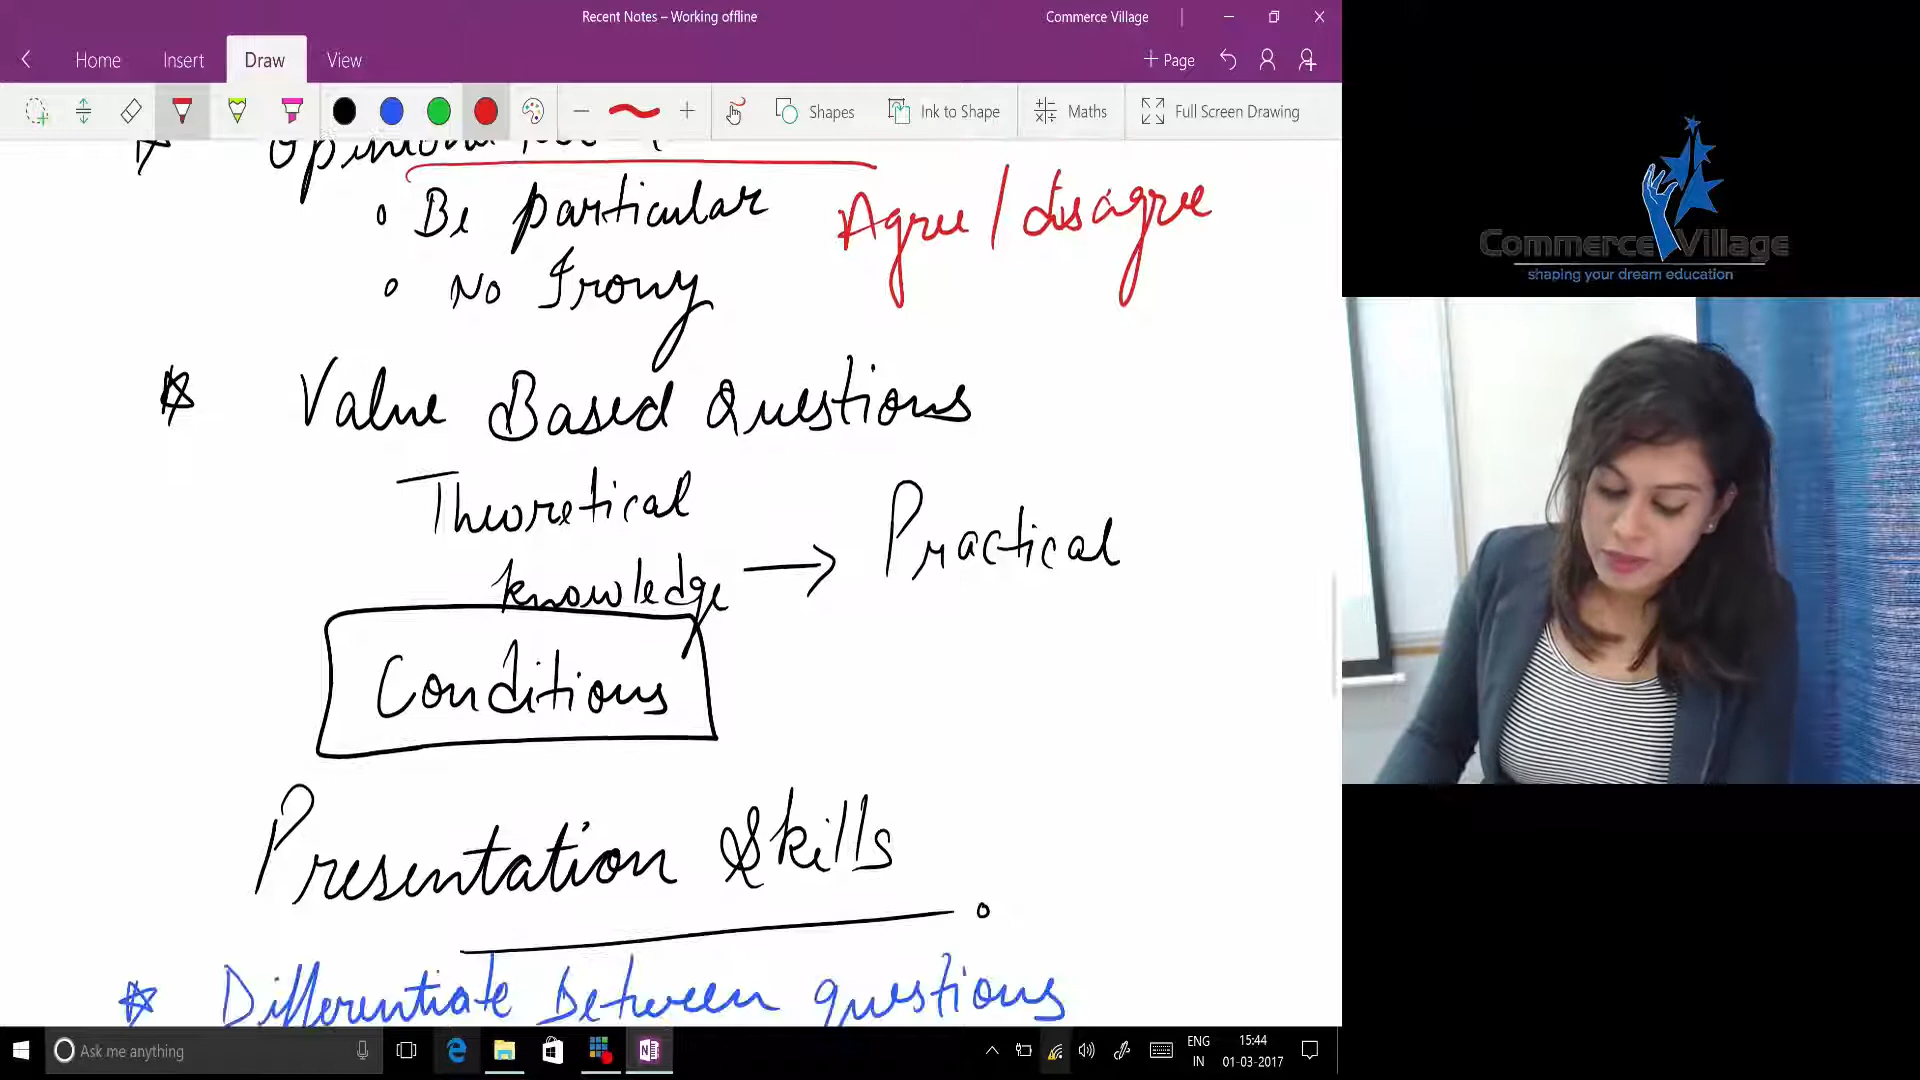 Recent Notes – Working offline
Commerce Village
Home Insert Draw View
Page
Shapes Ink to Shape Maths Full Screen Drawing
Be particular Agree/disagree
No Irony
Value Based Questions
Theoretical
knowledge → Practical
Conditions
Presentation Skills
Differentiate Between questions
Commerce Village
shaping your dream education
Ask me anything
ENG
IN
15:44
01-03-2017